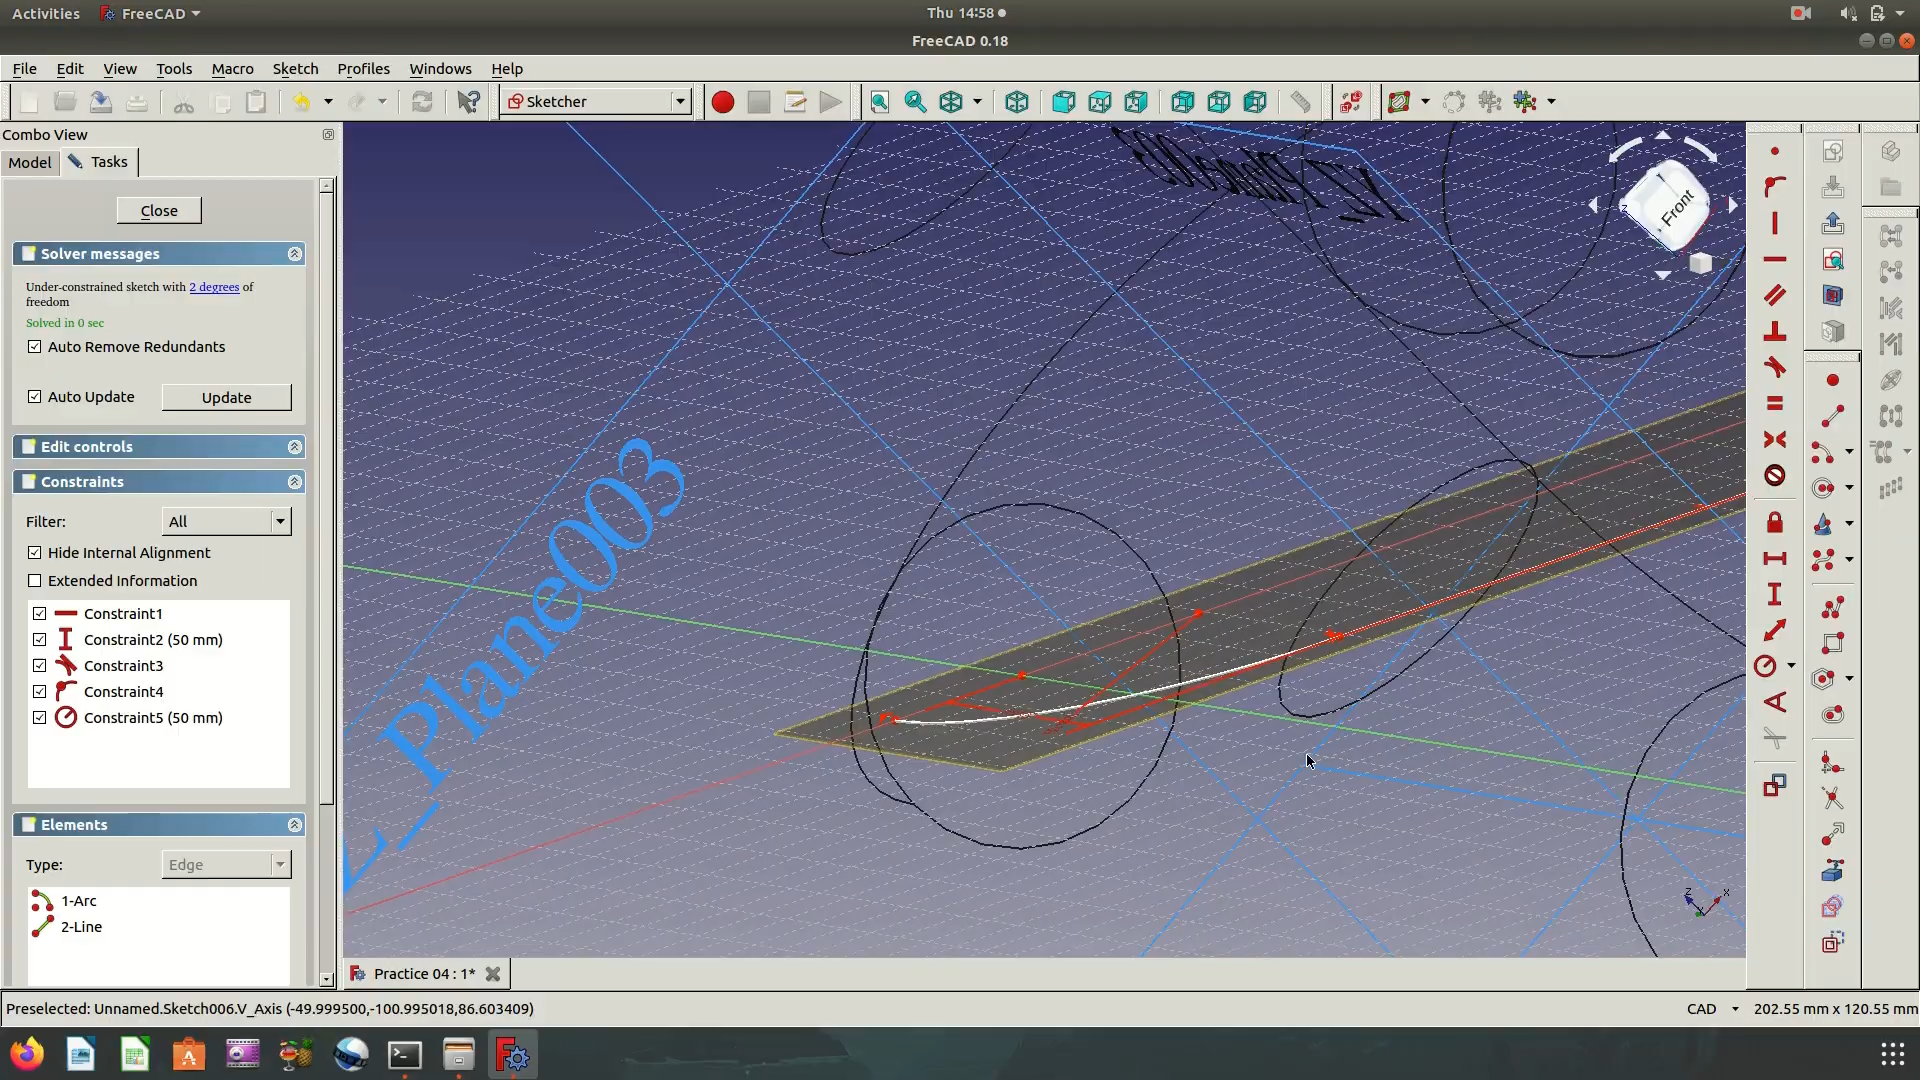 Activities
FreeCAD
Thu 14:58
FreeCAD 0.18
File Edit View Tools Macro Sketch Profiles Windows Help
Sketcher
Combo View
Model
Tasks
Close
Solver messages
Under-constrained sketch with 2 degrees of
freedom
Solved in 0 sec
Auto Remove Redundants
Auto Update
Update
Edit controls
Constraints
Filter:
All
Hide Internal Alignment
Extended Information
Constraint1
Constraint2 (50 mm)
Constraint3
Constraint4
Constraint5 (50 mm)
Elements
Type:
Edge
1-Arc
2-Line
Z_Plane003
Front
z
x
Practice 04 : 1*
Preselected: Unnamed.Sketch006.V_Axis (-49.999500,-100.995018,86.603409)
CAD
202.55 mm x 120.55 mm